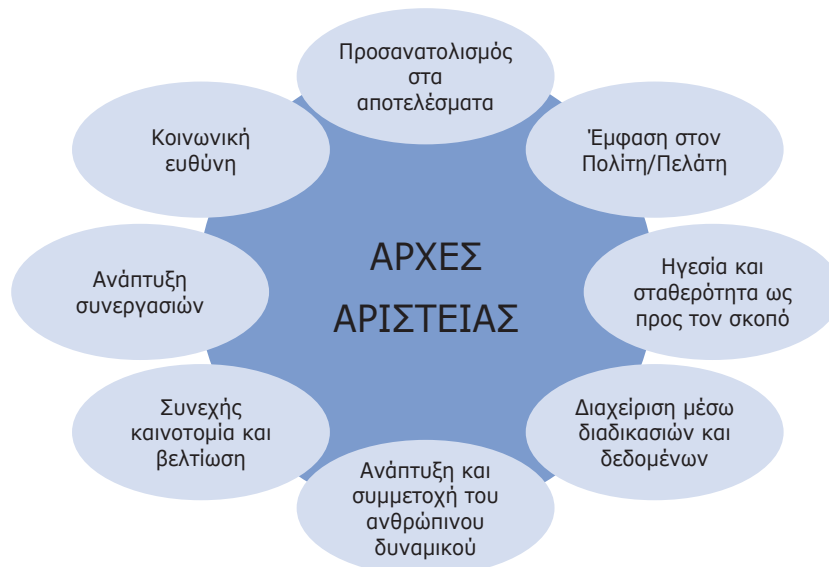 Προσανατολισμός
στα
αποτελέσματα
Έμφαση στον
Πολίτη/Πελάτη
Ηγεσία και
σταθερότητα ως
προς τον σκοπό
Διαχείριση μέσω
διαδικασιών και
δεδομένων
Ανάπτυξη και
συμμετοχή του
ανθρώπινου
δυναμικού
Συνεχής
καινοτομία και
βελτίωση
Ανάπτυξη
συνεργασιών
Κοινωνική
ευθύνη
ΑΡΧΕΣ
ΑΡΙΣΤΕΙΑΣ